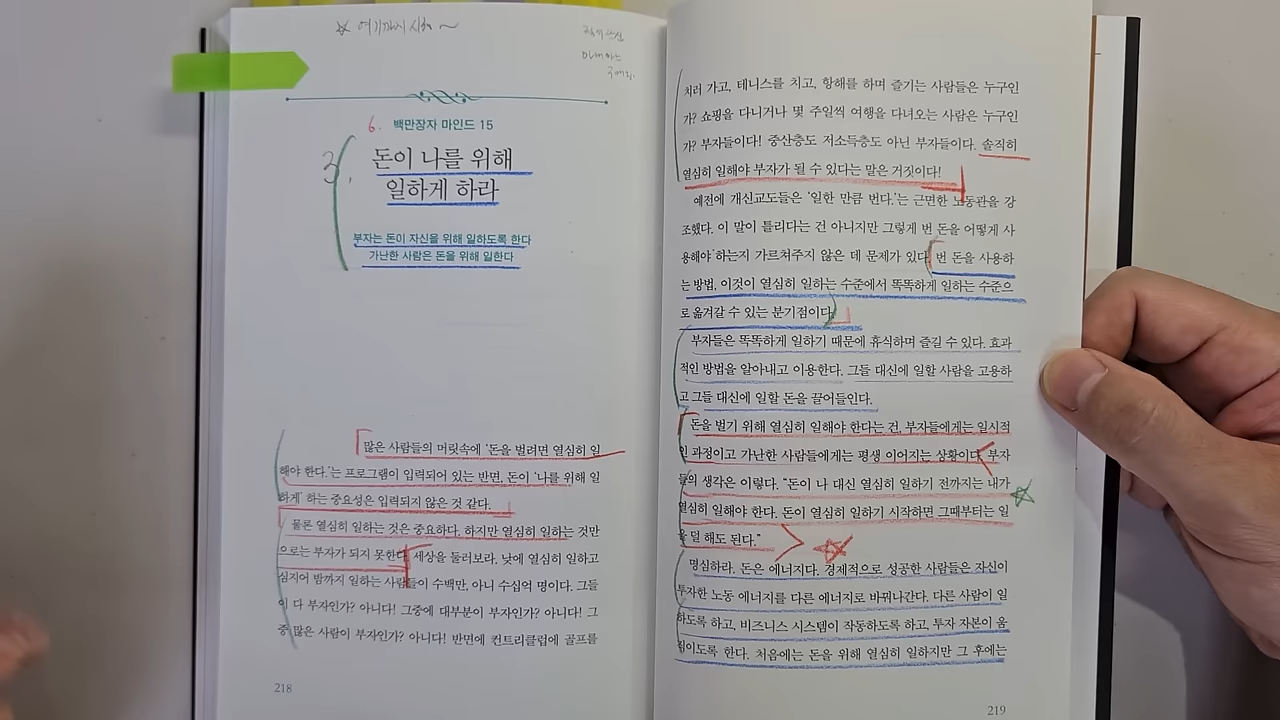 ☆ 여기까지 시청 ~
6. 백만장자 마인드 15
3.
돈이 나를 위해
일하게 하라
부자는 돈이 자신을 위해 일하도록 한다
가난한 사람은 돈을 위해 일한다
많은 사람들의 머릿속에 ‘돈을 벌려면 열심히 일
해야 한다.’는 프로그램이 입력되어 있는 반면, 돈이 ‘나를 위해 일
하게’ 하는 중요성은 입력되지 않은 것 같다.
물론 열심히 일하는 것은 중요하다. 하지만 열심히 일하는 것만
으로는 부자가 되지 못한다. 세상을 둘러보라. 낮에 열심히 일하고
심지어 밤까지 일하는 사람들이 수백만, 아니 수십억 명이다. 그들
이 다 부자인가? 아니다! 그중에 대부분이 부자인가? 아니다! 그
중 많은 사람이 부자인가? 아니다! 반면에 컨트리클럽에 골프를
218
치러 가고, 테니스를 치고, 항해를 하며 즐기는 사람들은 누구인
가? 쇼핑을 다니거나 몇 주일씩 여행을 다녀오는 사람은 누구인
가? 부자들이다! 중산층도 저소득층도 아닌 부자들이다. 솔직히
열심히 일해야 부자가 될 수 있다는 말은 거짓이다!
예전에 개신교도들은 ‘일한 만큼 번다.’는 근면한 노동관을 강
조했다. 이 말이 틀리다는 건 아니지만 그렇게 번 돈을 어떻게 사
용해야 하는지 가르쳐주지 않은 데 문제가 있다. 번 돈을 사용하
는 방법, 이것이 열심히 일하는 수준에서 똑똑하게 일하는 수준으
로 옮겨갈 수 있는 분기점이다.
부자들은 똑똑하게 일하기 때문에 휴식하며 즐길 수 있다. 효과
적인 방법을 알아내고 이용한다. 그들 대신에 일할 사람을 고용하
고 그들 대신에 일할 돈을 끌어들인다.
돈을 벌기 위해 열심히 일해야 한다는 건, 부자들에게는 일시적
인 과정이고 가난한 사람들에게는 평생 이어지는 상황이다. 부자
들의 생각은 이렇다. “돈이 나 대신 열심히 일하기 전까지는 내가
열심히 일해야 한다. 돈이 열심히 일하기 시작하면 그때부터는 일
을 덜 해도 된다.”
명심하라. 돈은 에너지다. 경제적으로 성공한 사람들은 자신이
투자한 노동 에너지를 다른 에너지로 바꿔나간다. 다른 사람이 일
하도록 하고, 비즈니스 시스템이 작동하도록 하고, 투자 자본이 움
직이도록 한다. 처음에는 돈을 위해 열심히 일하지만 그 후에는
219